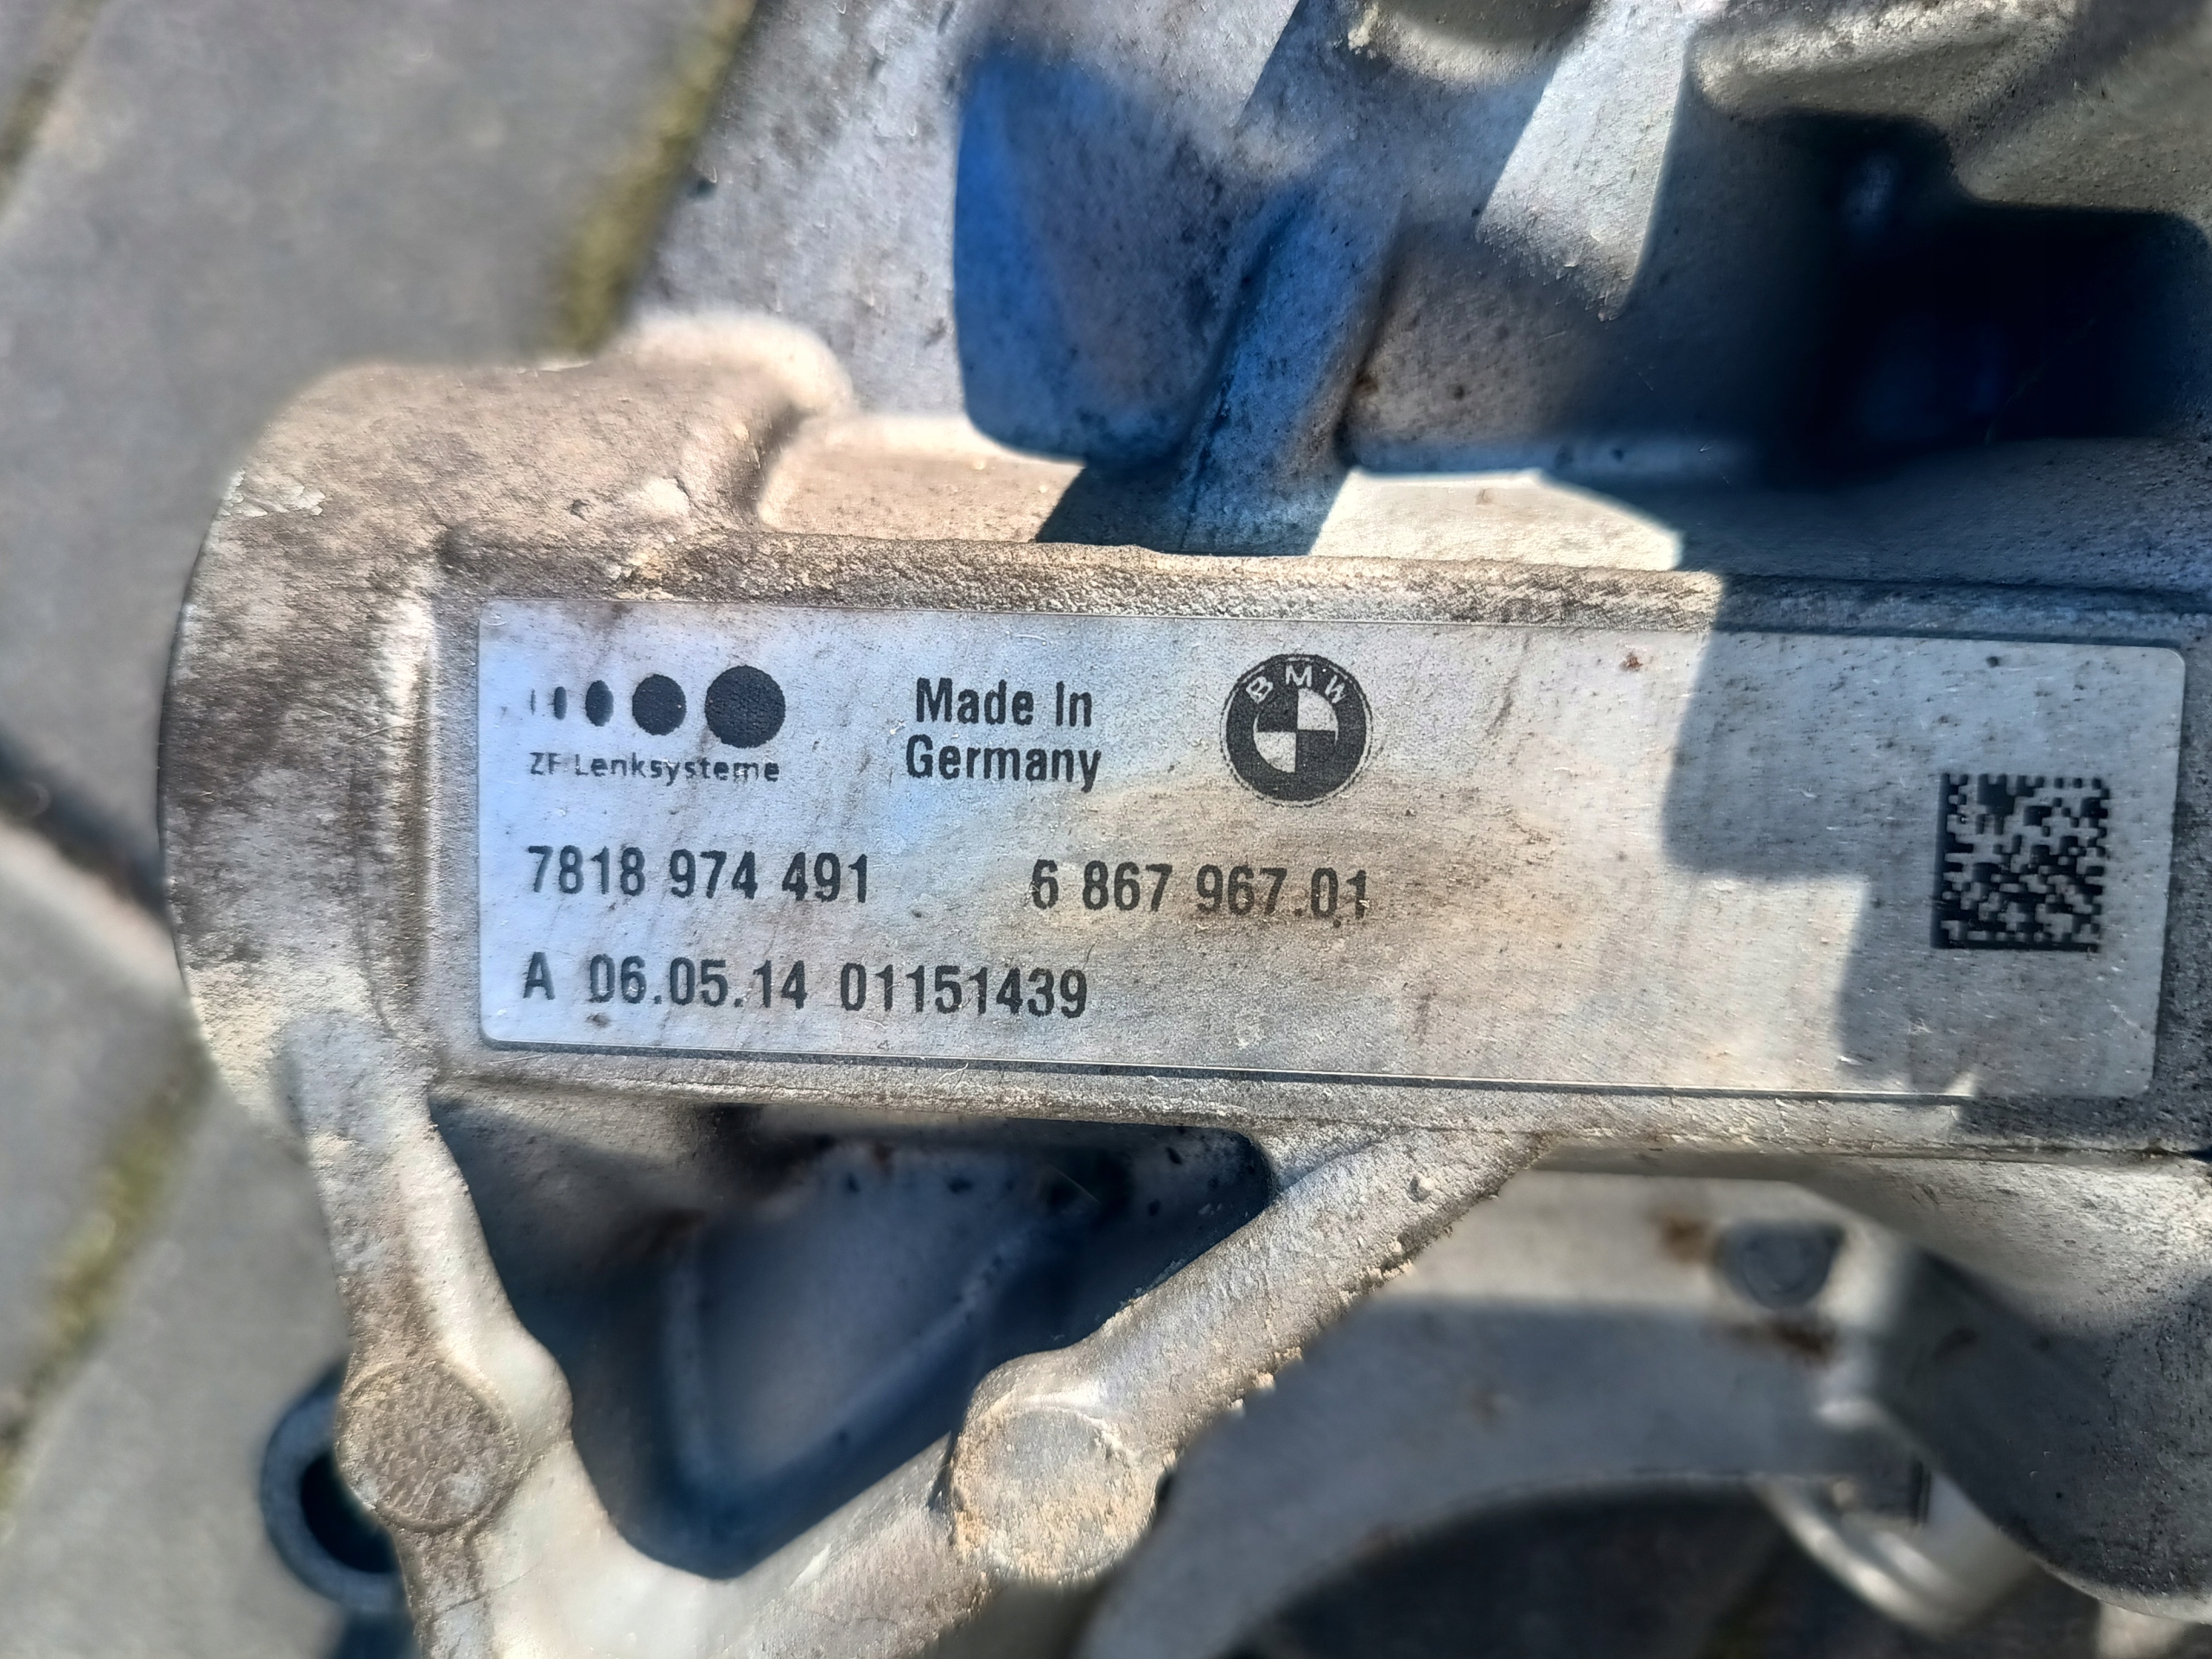 ZF Lenksysteme
Made In
Germany
BMW
7818 974 491 6 867 967.01
A 06.05.14 01151439